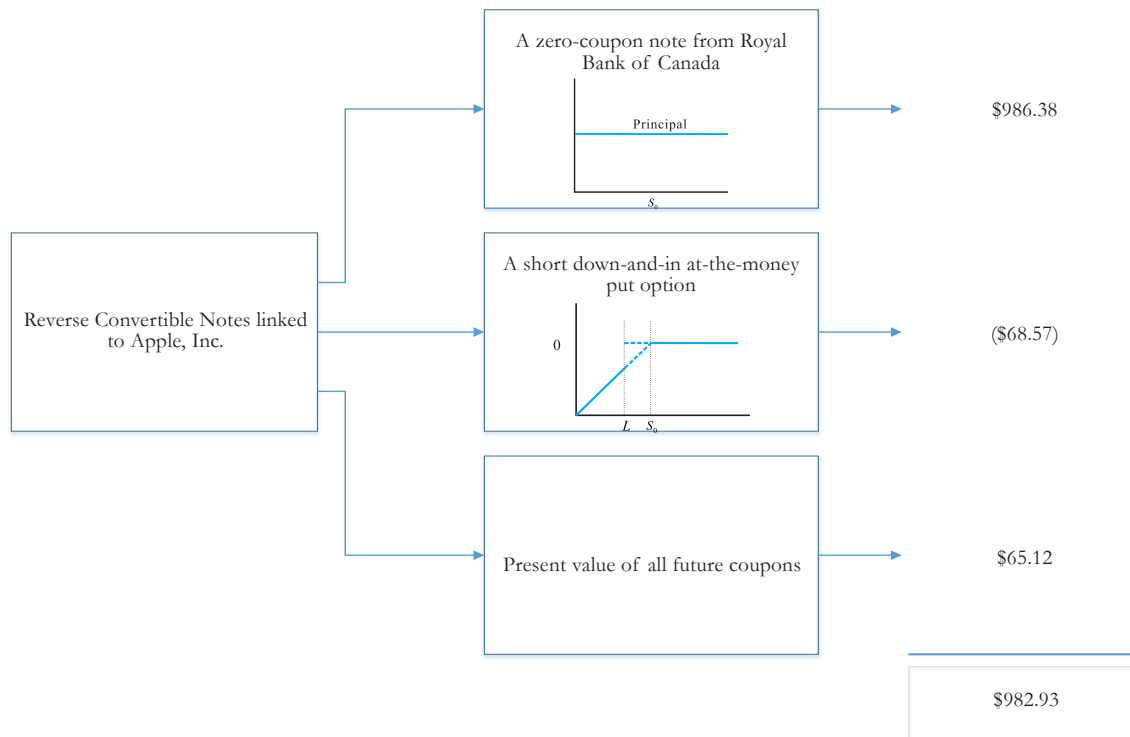 A zero-coupon note from Royal
Bank of Canada
Principal
S₀
$986.38
Reverse Convertible Notes linked
to Apple, Inc.
A short down-and-in at-the-money
put option
0
L S₀
($68.57)
Present value of all future coupons
$65.12
$982.93